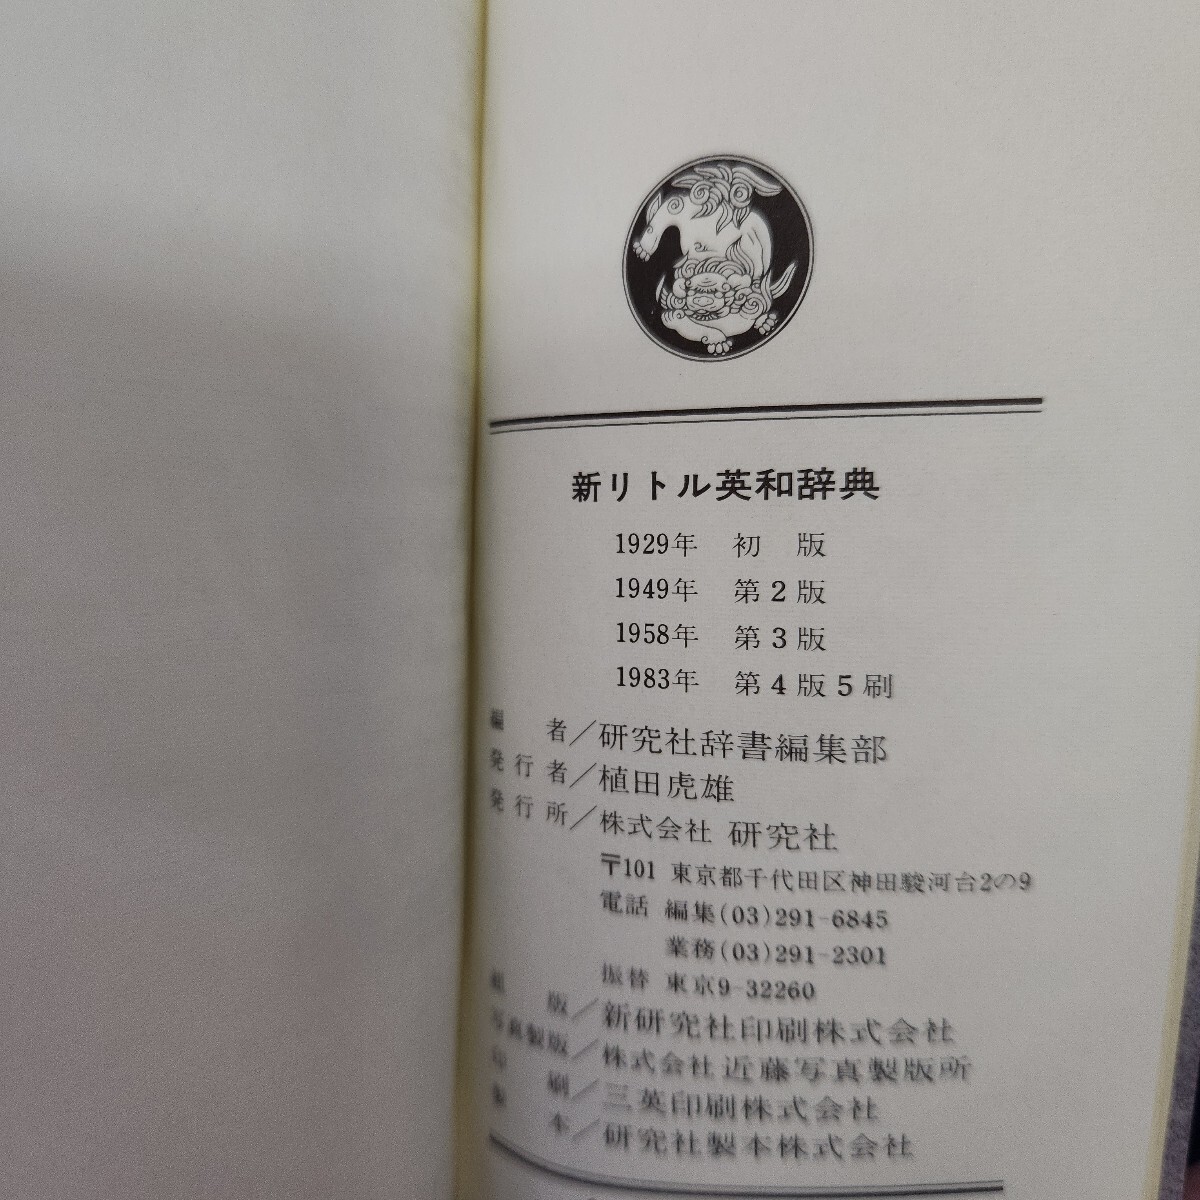 新リトル英和辞典
1929年 初 版
1949年 第2版
1958年 第3版
1983年 第4版5刷
編 者／研究社辞書編集部
発行者／植田虎雄
発行所／株式会社 研究社
〒101 東京都千代田区神田駿河台2の9
電話 編集(03)291-6845
業務(03)291-2301
振替 東京9-32260
組 版／新研究社印刷株式会社
写真製版／株式会社近藤写真製版所
印 刷／三英印刷株式会社
製 本／研究社製本株式会社